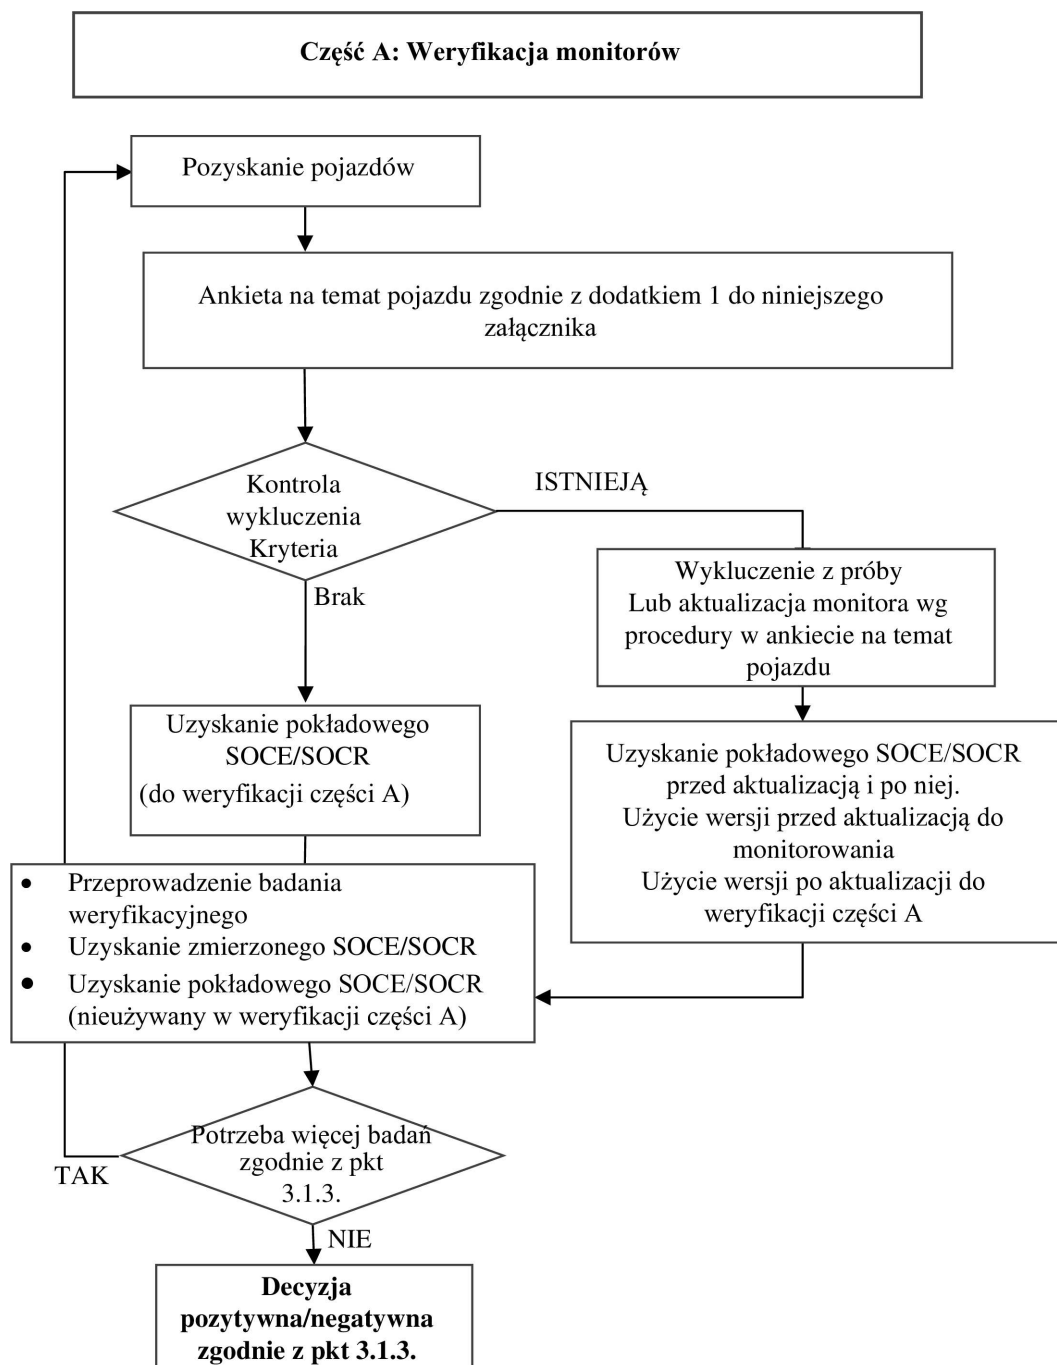 Część A: Weryfikacja monitorów
Pozyskanie pojazdów
Ankieta na temat pojazdu zgodnie z dodatkiem 1 do niniejszego
załącznika
Kontrola
wykluczenia
Kryteria
ISTNIEJĄ
Brak
Wykluczenie z próby
Lub aktualizacja monitora wg
procedury w ankiecie na temat
pojazdu
Uzyskanie pokładowego
SOCE/SOCR
(do weryfikacji części A)
Uzyskanie pokładowego SOCE/SOCR
przed aktualizacją i po niej.
Użycie wersji przed aktualizacją do
monitorowania
Użycie wersji po aktualizacji do
weryfikacji części A
• Przeprowadzenie badania
weryfikacyjnego
• Uzyskanie zmierzonego SOCE/SOCR
• Uzyskanie pokładowego SOCE/SOCR
(nieużywany w weryfikacji części A)
Potrzeba więcej badań
zgodnie z pkt
3.1.3.
TAK
NIE
Decyzja
pozytywna/negatywna
zgodnie z pkt 3.1.3.